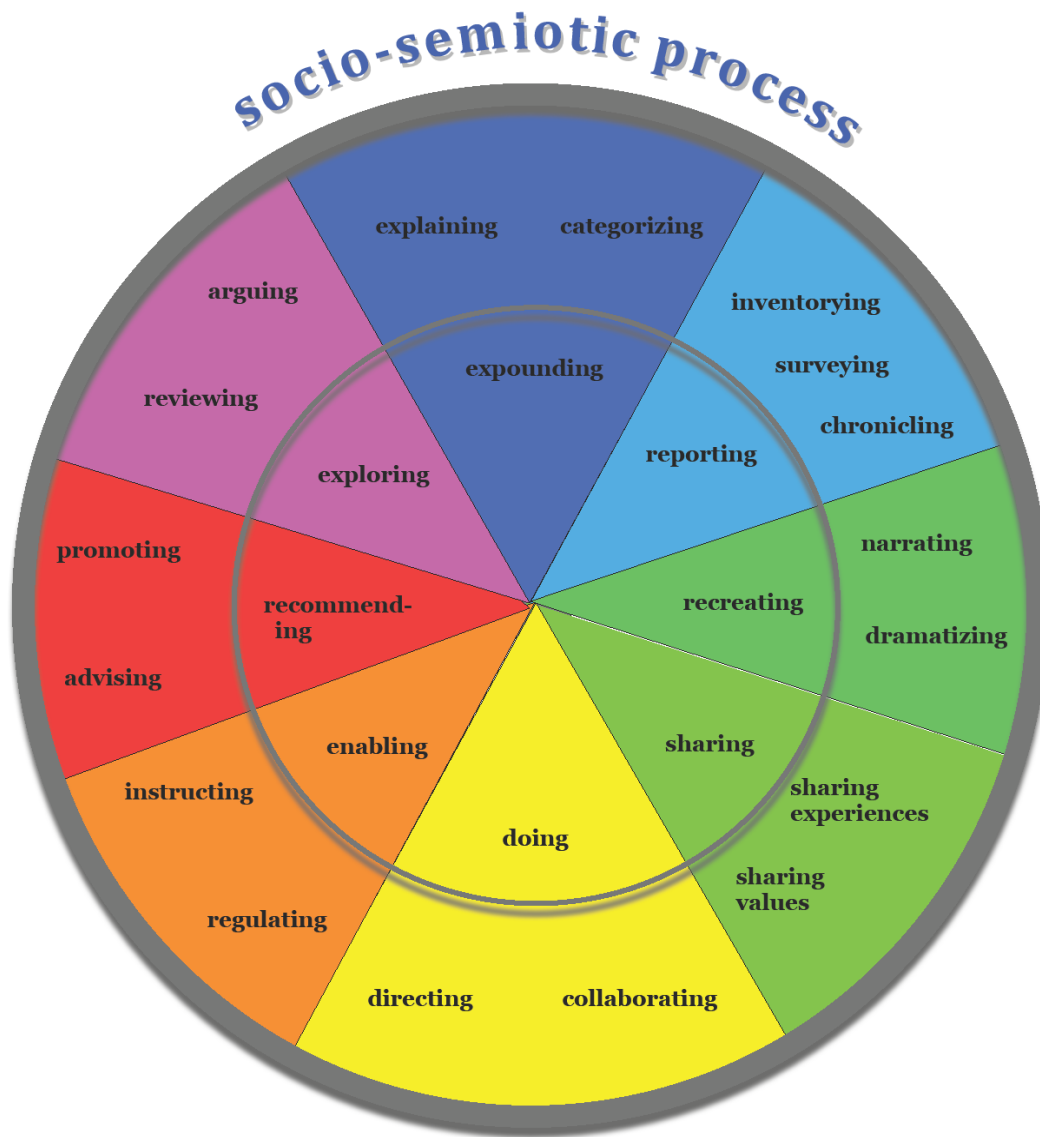 socio-semiotic process
explaining
categorizing
expounding
inventorying
surveying
chronicling
reporting
narrating
dramatizing
recreating
sharing
sharing
experiences
sharing
values
doing
directing
collaborating
enabling
instructing
regulating
recommend-
ing
promoting
advising
exploring
arguing
reviewing